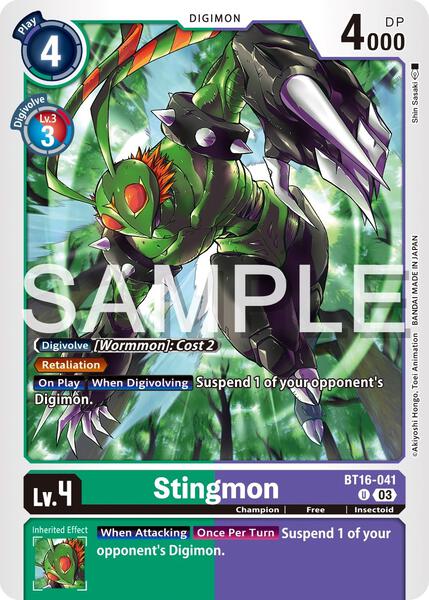 Play
4
DIGIMON
4000
DP
Digivolve
Lv.3
3
Shin Sasaki
SAMPLE
©Akiyoshi Hongo, Toei Animation BANDAI MADE IN JAPAN
Digivolve [Wormmon]: Cost 2
Retaliation
On Play When Digivolving Suspend 1 of your opponent's
Digimon.
Lv.4
Stingmon
BT16-041
U 03
Champion Free Insectoid
Inherited Effect
When Attacking Once Per Turn Suspend 1 of your
opponent's Digimon.